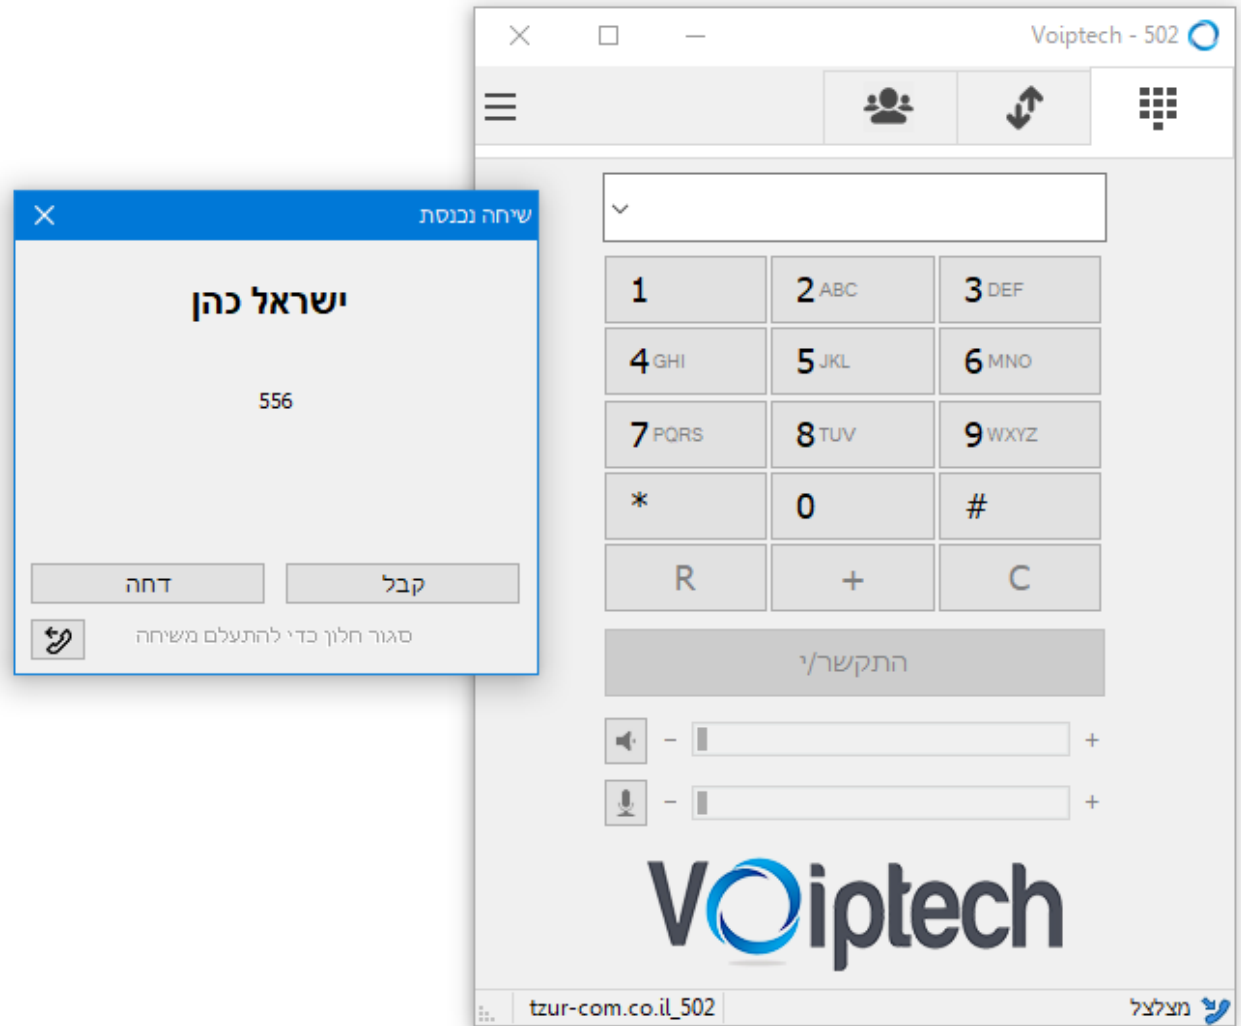 Voiptech - 502
שיחה נכנסת
ישראל כהן
556
קבל
דחה
סגור חלון כדי להתעלם משיחה
1
2 ABC
3 DEF
4 GHI
5 JKL
6 MNO
7 PQRS
8 TUV
9 WXYZ
*
0
#
R
+
C
התקשר/י
- +
- +
Voiptech
מצלצל
tzur-com.co.il_502